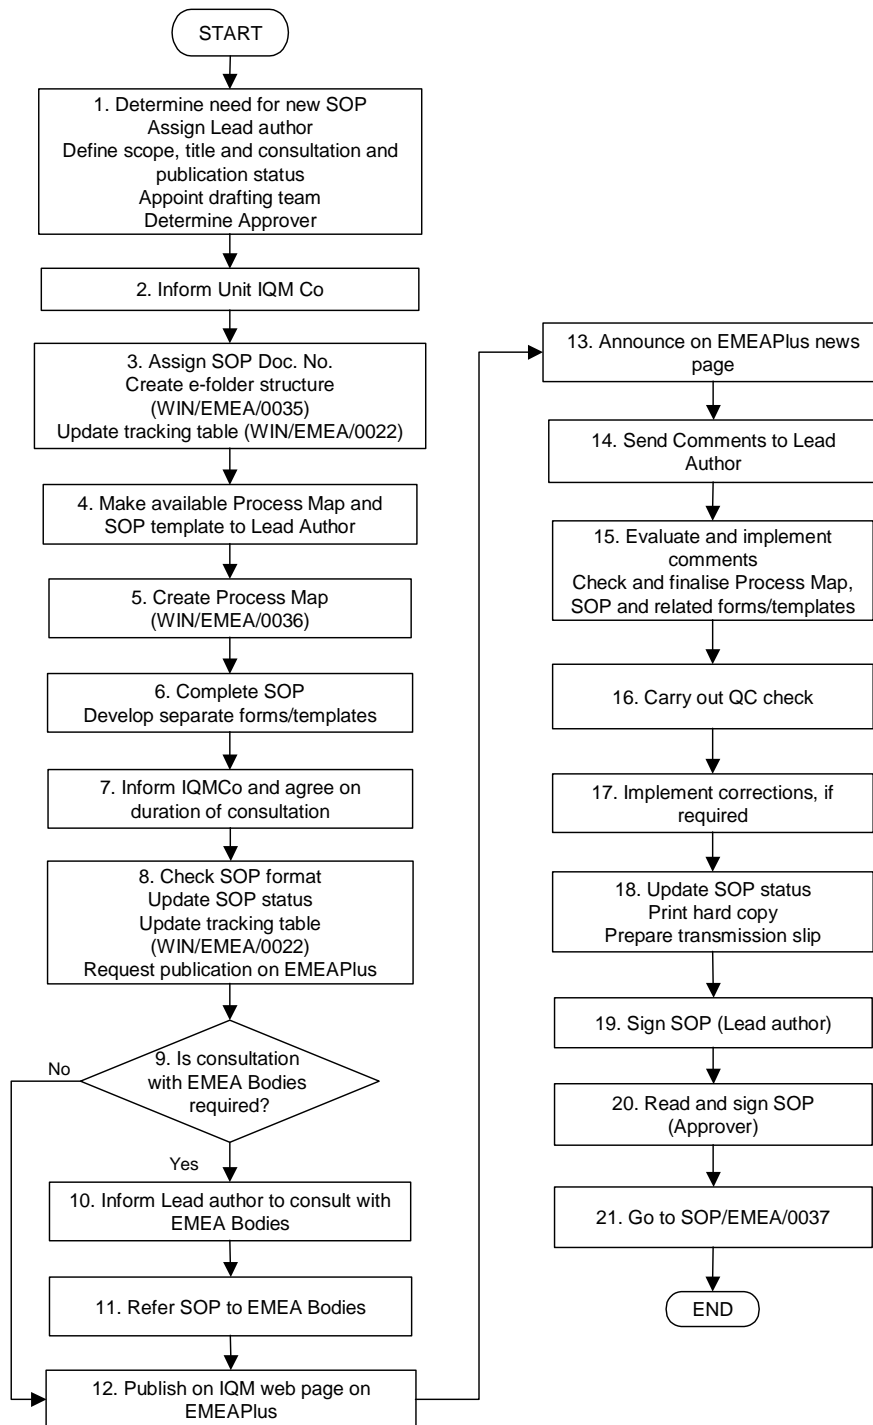 START
1. Determine need for new SOP
Assign Lead author
Define scope, title and consultation and
publication status
Appoint drafting team
Determine Approver
2. Inform Unit IQM Co
3. Assign SOP Doc. No.
Create e-folder structure
(WIN/EMEA/0035)
Update tracking table (WIN/EMEA/0022)
4. Make available Process Map and
SOP template to Lead Author
5. Create Process Map
(WIN/EMEA/0036)
6. Complete SOP
Develop separate forms/templates
7. Inform IQMCo and agree on
duration of consultation
8. Check SOP format
Update SOP status
Update tracking table
(WIN/EMEA/0022)
Request publication on EMEAPlus
9. Is consultation
with EMEA Bodies
required?
No
Yes
10. Inform Lead author to consult with
EMEA Bodies
11. Refer SOP to EMEA Bodies
12. Publish on IQM web page on
EMEAPlus
13. Announce on EMEAPlus news
page
14. Send Comments to Lead
Author
15. Evaluate and implement
comments
Check and finalise Process Map,
SOP and related forms/templates
16. Carry out QC check
17. Implement corrections, if
required
18. Update SOP status
Print hard copy
Prepare transmission slip
19. Sign SOP (Lead author)
20. Read and sign SOP
(Approver)
21. Go to SOP/EMEA/0037
END